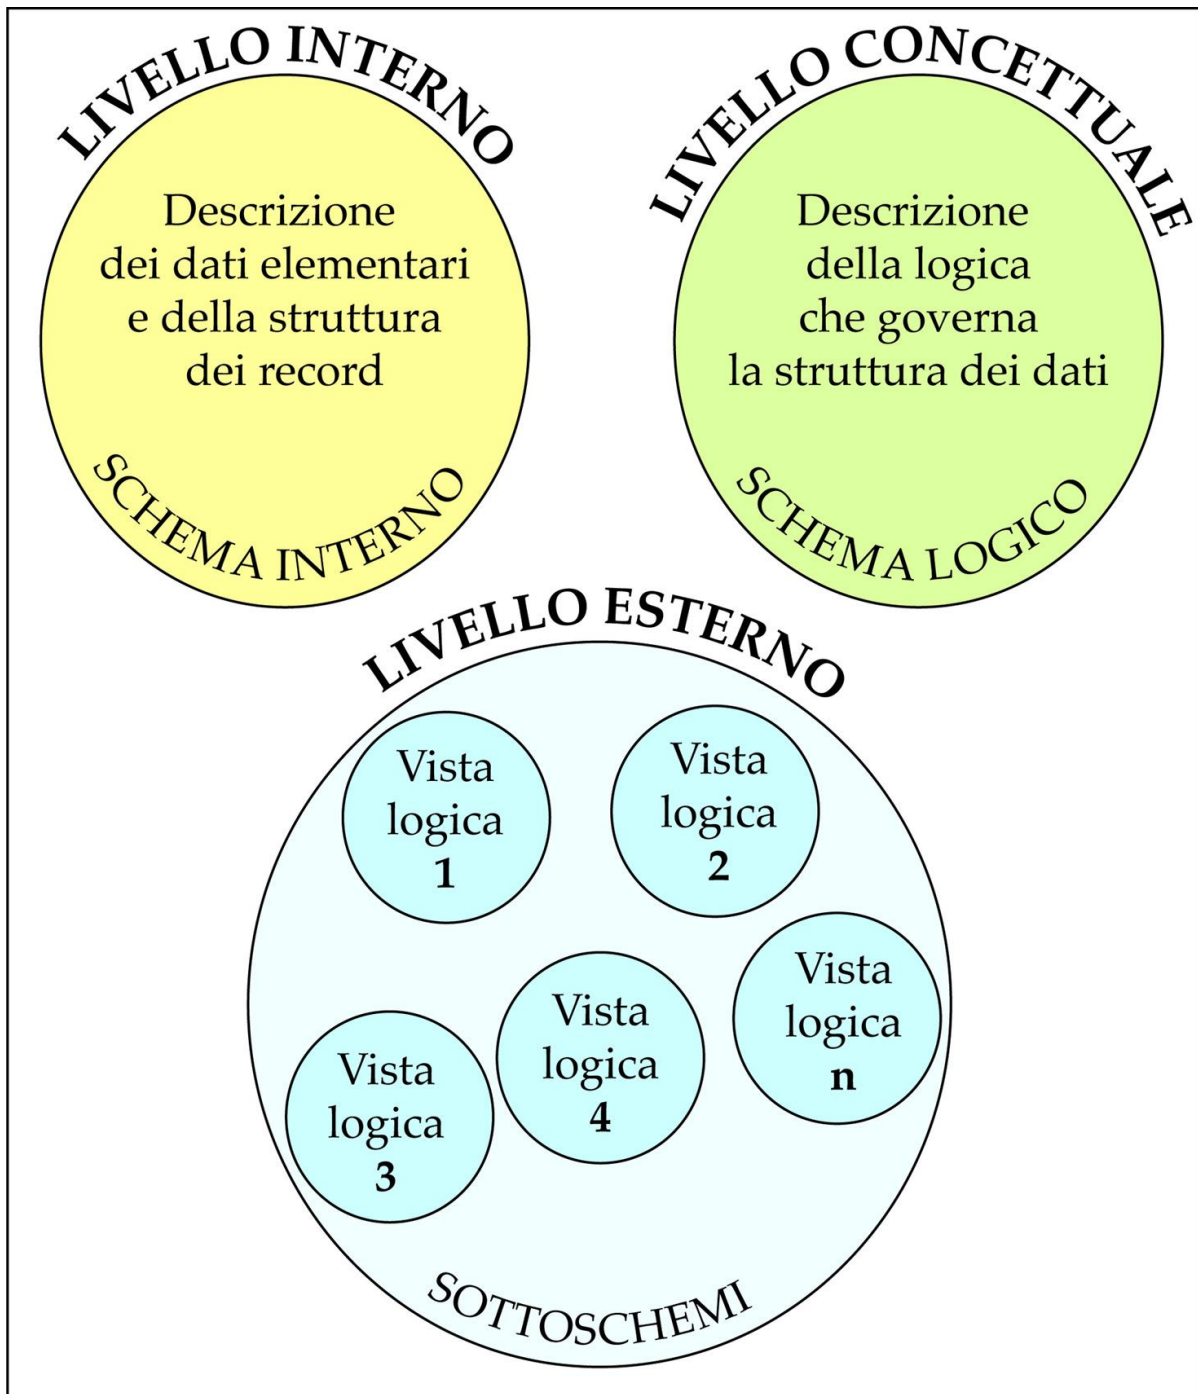 LIVELLO INTERNO
Descrizione
dei dati elementari
e della struttura
dei record
SCHEMA INTERNO
LIVELLO CONCETTUALE
Descrizione
della logica
che governa
la struttura dei dati
SCHEMA LOGICO
LIVELLO ESTERNO
Vista
logica
1
Vista
logica
2
Vista
logica
3
Vista
logica
4
Vista
logica
n
SOTTOSCHEMI